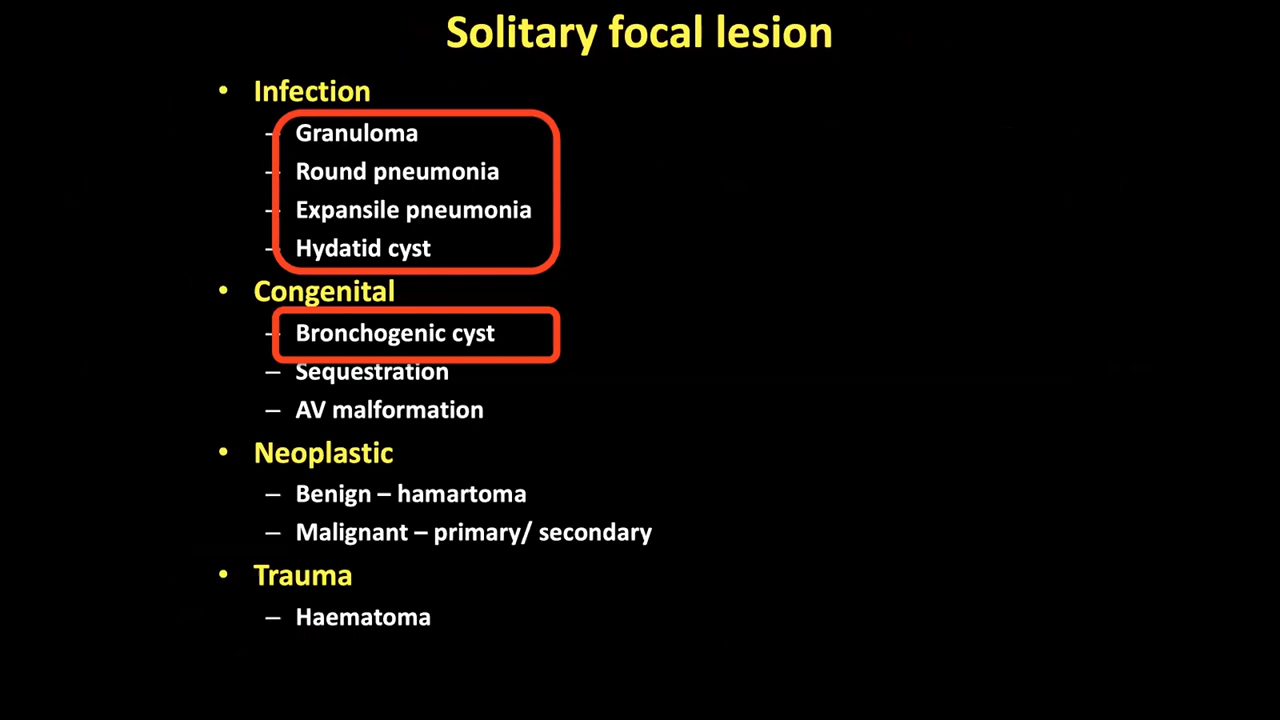 Solitary focal lesion
• Infection
– Granuloma
– Round pneumonia
– Expansile pneumonia
– Hydatid cyst
• Congenital
– Bronchogenic cyst
– Sequestration
– AV malformation
• Neoplastic
– Benign – hamartoma
– Malignant – primary/ secondary
• Trauma
– Haematoma